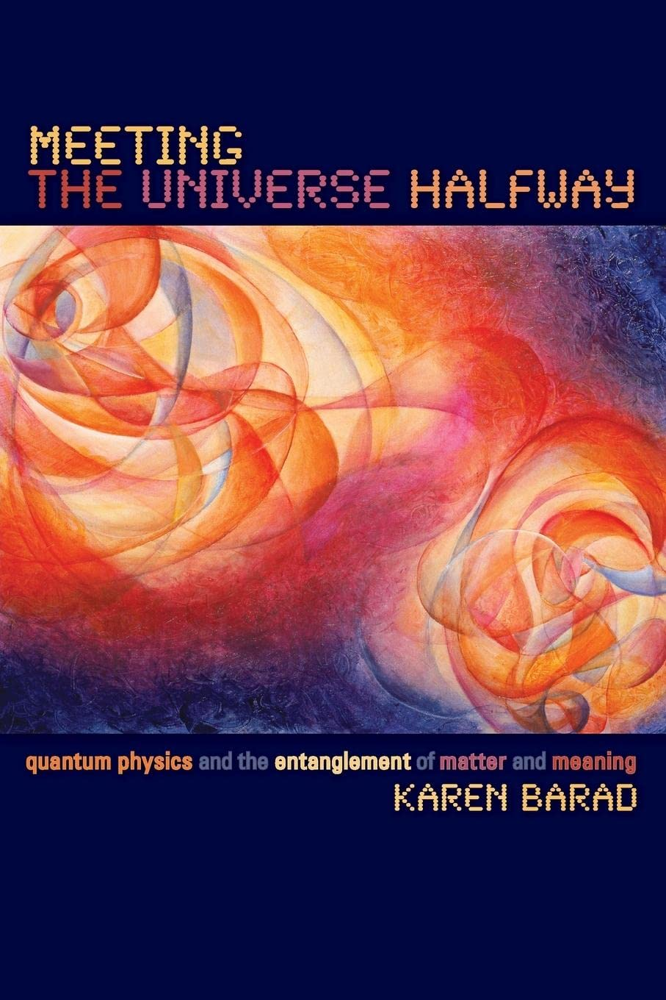 MEETING
THE UNIVERSE HALFWAY
quantum physics and the entanglement of matter and meaning
KAREN BARAD